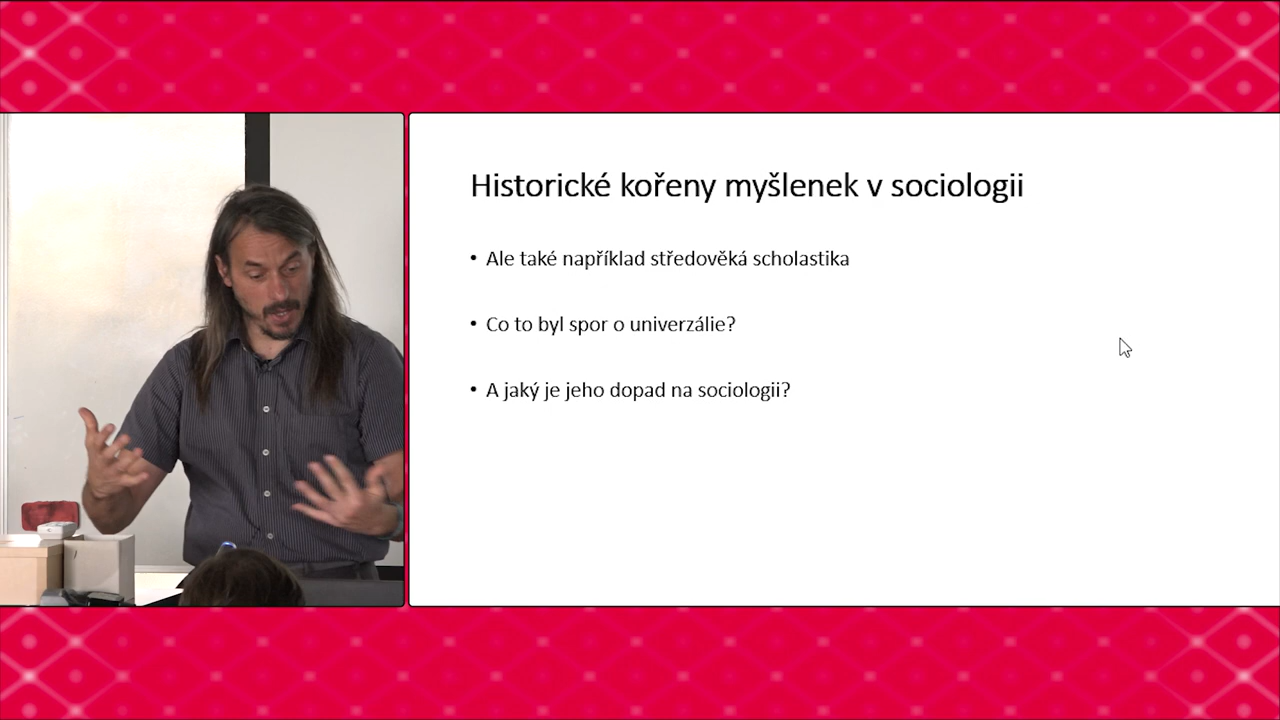 Historické kořeny myšlenek v sociologii
• Ale také například středověká scholastika
• Co to byl spor o univerzálie?
• A jaký je jeho dopad na sociologii?